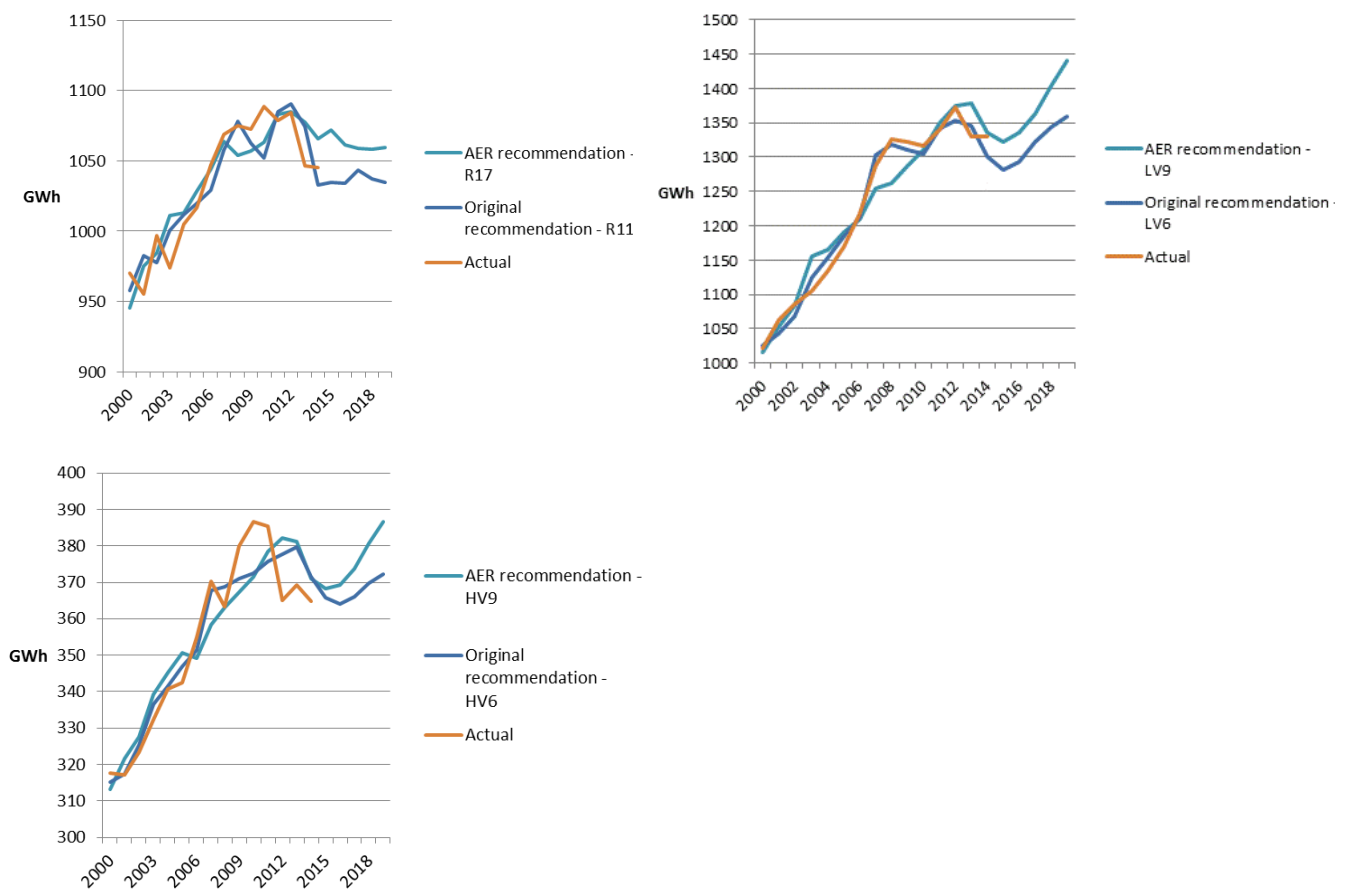 1150
1100
1050
1000
950
900
GWh
2000
2003
2006
2009
2012
2015
2018
AER recommendation -
R17
Original
recommendation - R11
Actual
1500
1450
1400
1350
1300
1250
1200
1150
1100
1050
1000
GWh
2000
2002
2004
2006
2008
2010
2012
2014
2016
2018
AER recommendation -
LV9
Original recommendation -
LV6
Actual
400
390
380
370
360
350
340
330
320
310
300
GWh
2000
2003
2006
2009
2012
2015
2018
AER recommendation -
HV9
Original
recommendation -
HV6
Actual